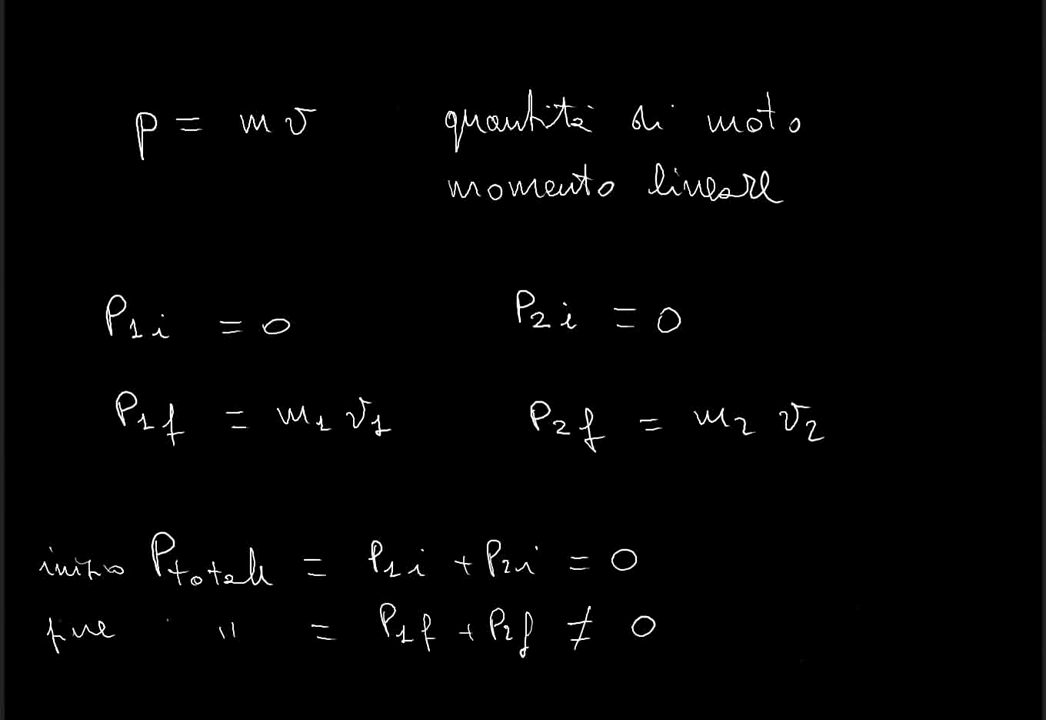 p = m v quantità di moto
momento lineare
P1i = 0 P2i = 0
P1f = m1 v1 P2f = m2 v2
inizio Ptotale = P1i + P2i = 0
fine " = P1f + P2f ≠ 0